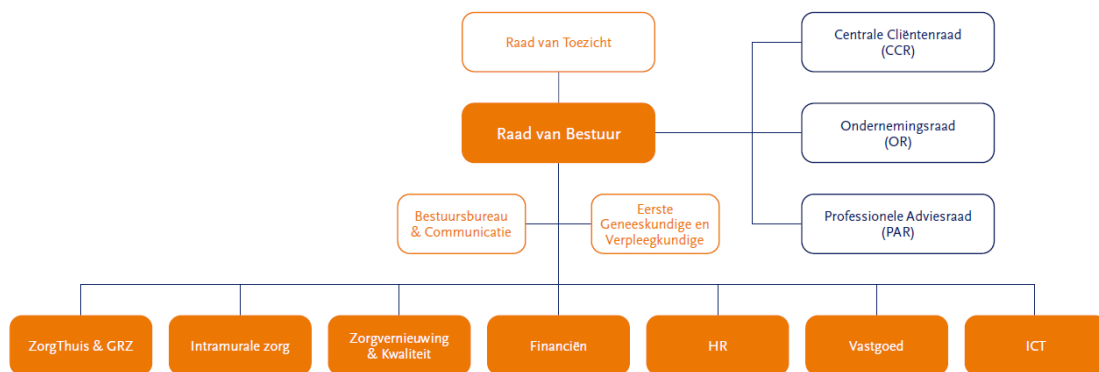 Raad van Toezicht
Centrale Cliëntenraad
(CCR)
Raad van Bestuur
Ondernemingsraad
(OR)
Bestuursbureau
& Communicatie
Eerste
Geneeskundige en
Verpleegkundige
Professionele Adviesraad
(PAR)
ZorgThuis & GRZ
Intramurale zorg
Zorgvernieuwing
& Kwaliteit
Financiën
HR
Vastgoed
ICT